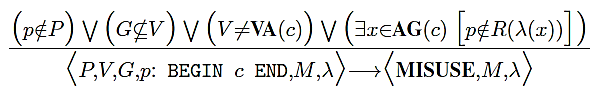 (p∉P) ⋁ (G⊈V) ⋁ (V≠VA(c)) ⋁ (∃x∈AG(c) [p∉R(λ(x))])
⟨P,V,G,p: BEGIN c END,M,λ⟩⟶⟨MISUSE,M,λ⟩